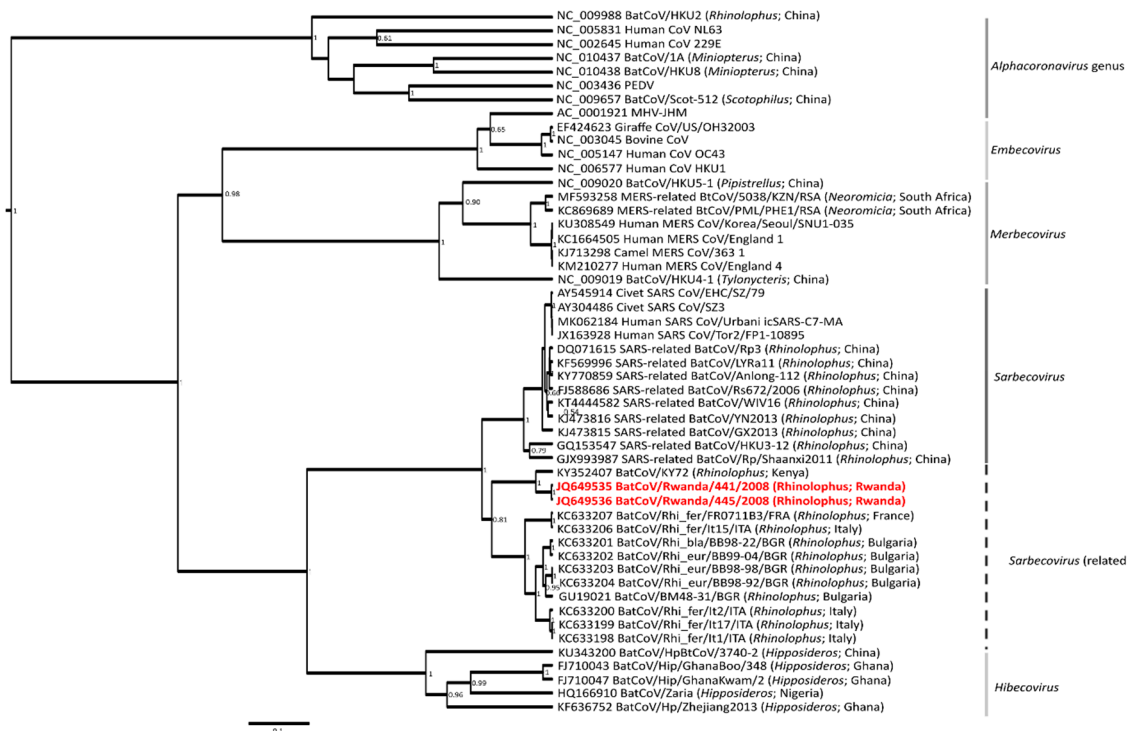 NC_009988 BatCoV/HKU2 (Rhinolophus; China)
NC_005831 Human CoV NL63
NC_002645 Human CoV 229E
NC_010437 BatCoV/1A (Miniopterus; China)
NC_010438 BatCoV/HKU8 (Miniopterus; China)
NC_003436 PEDV
NC_009657 BatCoV/Scot-512 (Scotophilus; China)
Alphacoronavirus genus
AC_0001921 MHV-JHM
EF424623 Giraffe CoV/US/OH32003
NC_003045 Bovine CoV
NC_005147 Human CoV OC43
NC_006577 Human CoV HKU1
Embecovirus
NC_009020 BatCoV/HKU5-1 (Pipistrellus; China)
MF593258 MERS-related BtCoV/5038/KZN/RSA (Neoromicia; South Africa)
KC869689 MERS-related BtCoV/PML/PHE1/RSA (Neoromicia; South Africa)
KU308549 Human MERS CoV/Korea/Seoul/SNU1-035
KC1664505 Human MERS CoV/England 1
KJ713298 Camel MERS CoV/363 1
KM210277 Human MERS CoV/England 4
NC_009019 BatCoV/HKU4-1 (Tylonycteris; China)
Merbecovirus
AY545914 Civet SARS CoV/EHC/SZ/79
AY304486 Civet SARS CoV/SZ3
MK062184 Human SARS CoV/Urbani icSARS-C7-MA
JX163928 Human SARS CoV/Tor2/FP1-10895
DQ071615 SARS-related BatCoV/Rp3 (Rhinolophus; China)
KF569996 SARS-related BatCoV/LYRa11 (Rhinolophus; China)
KY770859 SARS-related BatCoV/Anlong-112 (Rhinolophus; China)
FJ588686 SARS-related BatCoV/Rs672/2006 (Rhinolophus; China)
KT4444582 SARS-related BatCoV/WIV16 (Rhinolophus; China)
KJ473816 SARS-related BatCoV/YN2013 (Rhinolophus; China)
KJ473815 SARS-related BatCoV/GX2013 (Rhinolophus; China)
GQ153547 SARS-related BatCoV/HKU3-12 (Rhinolophus; China)
GJX993987 SARS-related BatCoV/Rp/Shaanxi2011 (Rhinolophus; China)
Sarbecovirus
KY352407 BatCoV/KY72 (Rhinolophus; Kenya)
JQ649535 BatCoV/Rwanda/441/2008 (Rhinolophus; Rwanda)
JQ649536 BatCoV/Rwanda/445/2008 (Rhinolophus; Rwanda)
KC633207 BatCoV/Rhi_fer/FR0711B3/FRA (Rhinolophus; France)
KC633206 BatCoV/Rhi_fer/It15/ITA (Rhinolophus; Italy)
KC633201 BatCoV/Rhi_bla/BB98-22/BGR (Rhinolophus; Bulgaria)
KC633202 BatCoV/Rhi_eur/BB99-04/BGR (Rhinolophus; Bulgaria)
KC633203 BatCoV/Rhi_eur/BB98-98/BGR (Rhinolophus; Bulgaria)
KC633204 BatCoV/Rhi_eur/BB98-92/BGR (Rhinolophus; Bulgaria)
GU19021 BatCoV/BM48-31/BGR (Rhinolophus; Bulgaria)
KC633200 BatCoV/Rhi_fer/It2/ITA (Rhinolophus; Italy)
KC633199 BatCoV/Rhi_fer/It17/ITA (Rhinolophus; Italy)
KC633198 BatCoV/Rhi_fer/It1/ITA (Rhinolophus; Italy)
Sarbecovirus (related
KU343200 BatCoV/HpBtCoV/3740-2 (Hipposideros; China)
FJ710043 BatCoV/Hip/GhanaBoo/348 (Hipposideros; Ghana)
FJ710047 BatCoV/Hip/GhanaKwam/2 (Hipposideros; Ghana)
HQ166910 BatCoV/Zaria (Hipposideros; Nigeria)
KF636752 BatCoV/Hp/Zhejiang2013 (Hipposideros; Ghana)
Hibecovirus
1
0.61
0.65
0.98
0.90
0.54
0.79
0.81
0.95
0.99
0.96